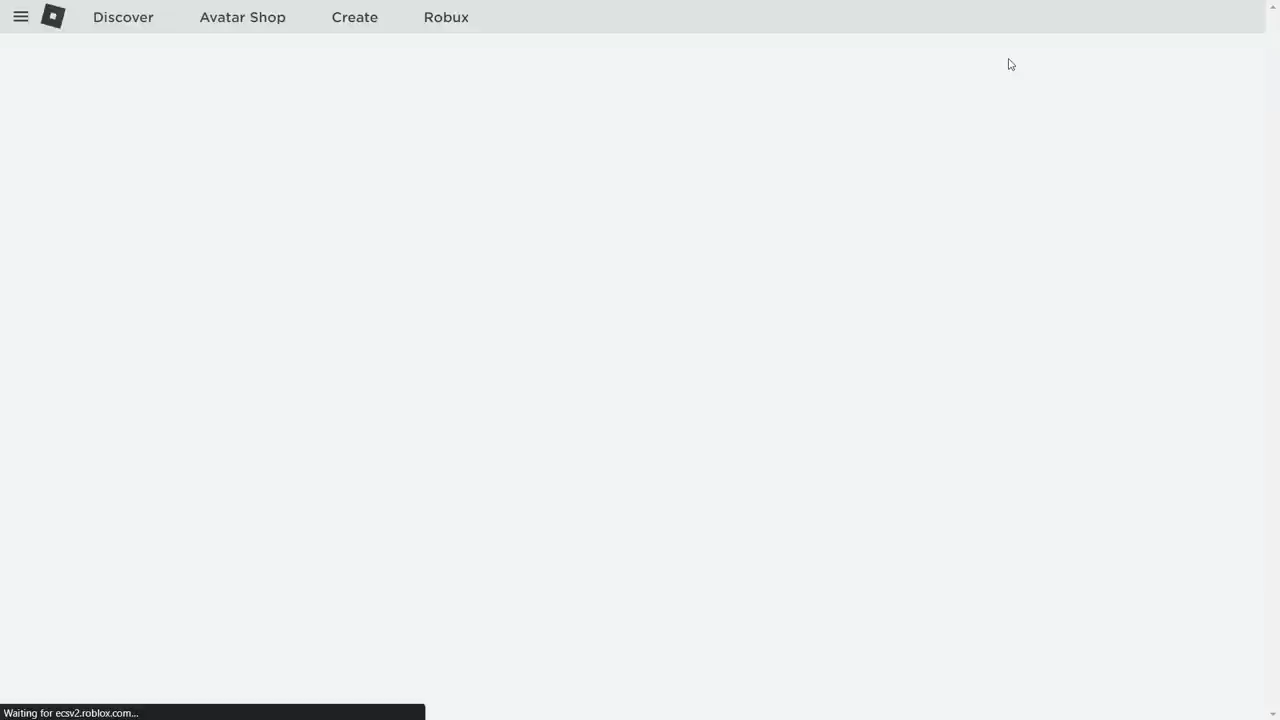 Discover
Avatar Shop
Create
Robux
Waiting for ecsv2.roblox.com...